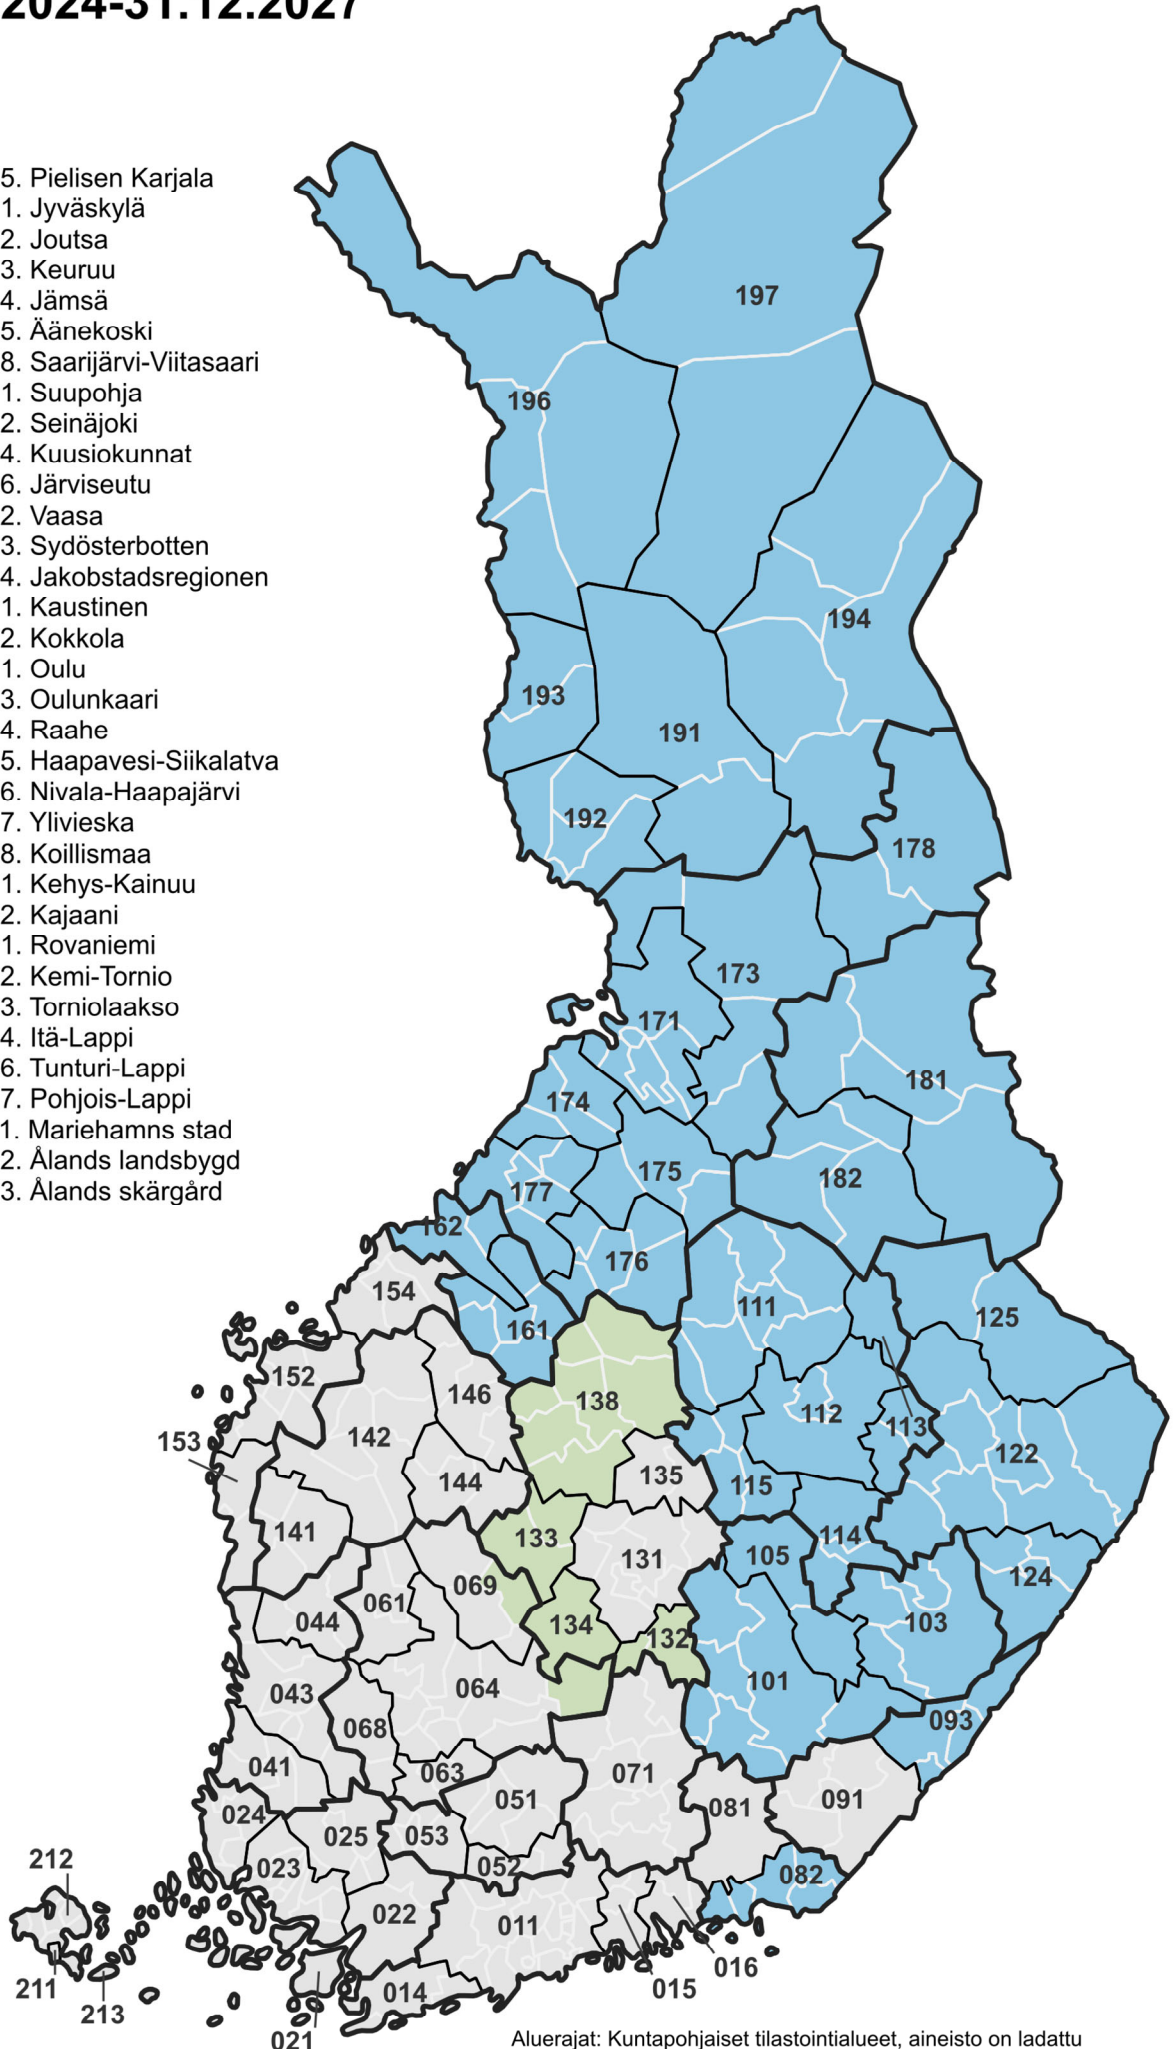 2024-31.12.2027
5. Pielisen Karjala
1. Jyväskylä
2. Joutsa
3. Keuruu
4. Jämsä
5. Äänekoski
8. Saarijärvi-Viitasaari
1. Suupohja
2. Seinäjoki
4. Kuusiokunnat
6. Järviseutu
2. Vaasa
3. Sydösterbotten
4. Jakobstadsregionen
1. Kaustinen
2. Kokkola
1. Oulu
3. Oulunkaari
4. Raahe
5. Haapavesi-Siikalatva
6. Nivala-Haapajärvi
7. Ylivieska
8. Koillismaa
1. Kehys-Kainuu
2. Kajaani
1. Rovaniemi
2. Kemi-Tornio
3. Torniolaakso
4. Itä-Lappi
6. Tunturi-Lappi
7. Pohjois-Lappi
1. Mariehamns stad
2. Ålands landsbygd
3. Ålands skärgård
197
196
194
193
191
192
178
173
171
181
174
175
182
177
162
176
154
111
125
161
152
138
146
112
113
153
142
122
144
135
115
141
133
131
105
114
069
124
061
044
134
132
103
043
064
101
068
093
041
063
071
051
081
091
024
025
053
023
052
082
212
022
011
016
211
213
014
015
021
Aluerajat: Kuntapohjaiset tilastointialueet, aineisto on ladattu